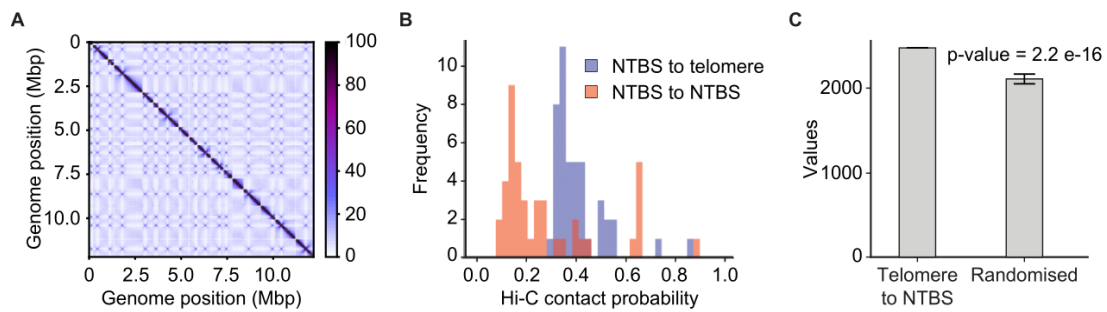 A
Genome position (Mbp)
0
2.5
5.0
7.5
10.0
0
2.5
5.0
7.5
10.0
Genome position (Mbp)
100
80
60
40
20
0
B
Frequency
10
8
6
4
2
0
NTBS to telomere
NTBS to NTBS
0.0
0.2
0.4
0.6
0.8
1.0
Hi-C contact probability
C
Values
2000
1000
0
p-value = 2.2 e-16
Telomere
to NTBS
Randomised